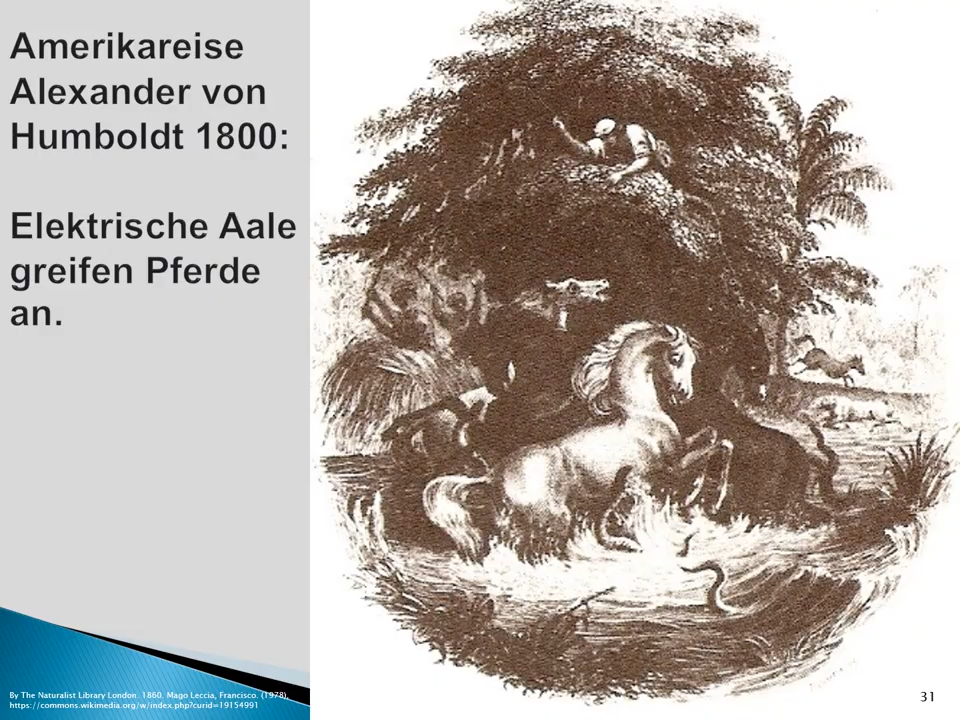 Amerikareise
Alexander von
Humboldt 1800:
Elektrische Aale
greifen Pferde
an.
By The Naturalist Library London: 1860. Mago Leccia, Francisco. (1978),
https://commons.wikimedia.org/w/index.php?curid=19154991
31